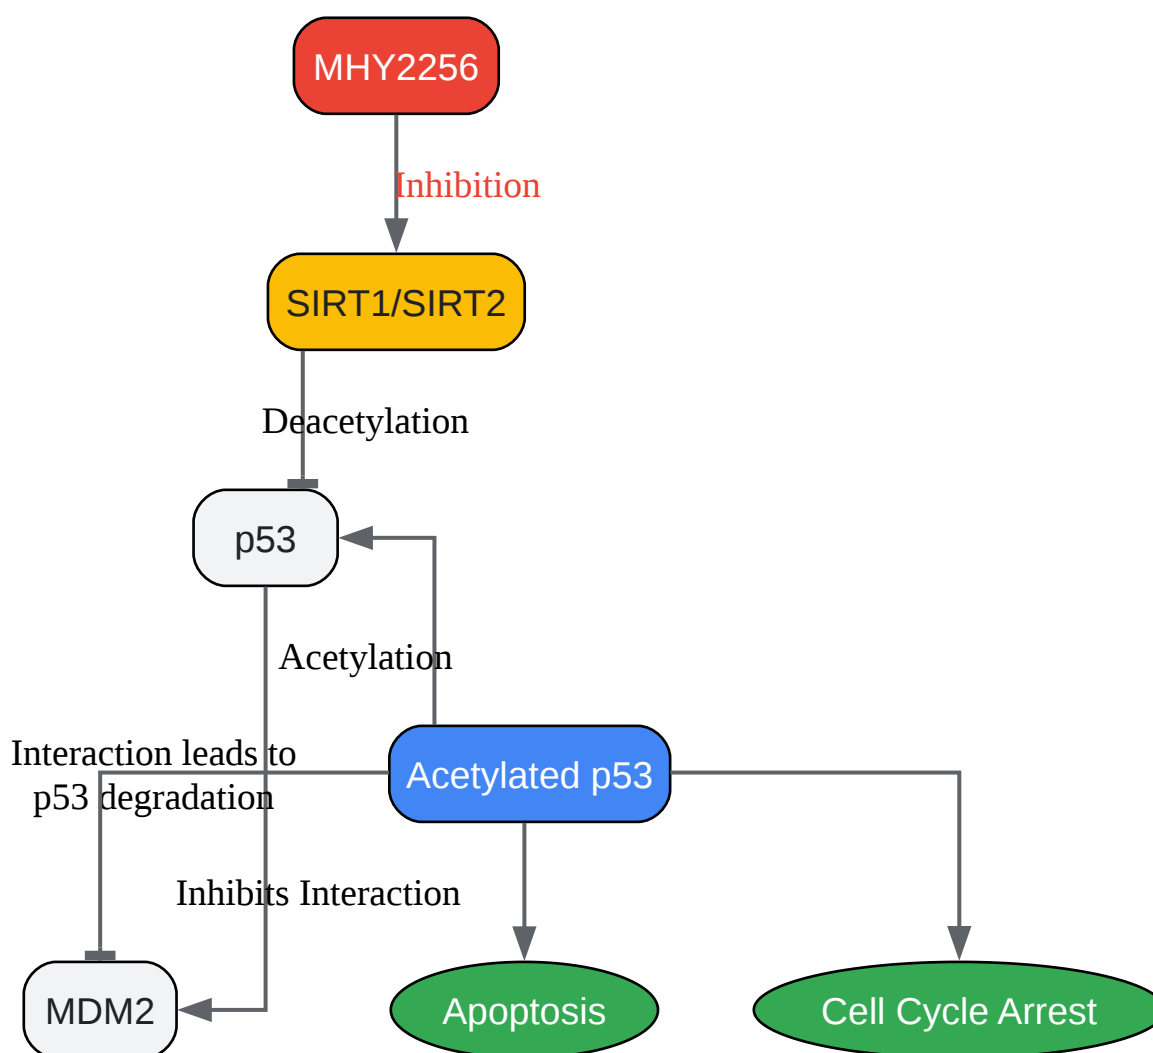 MHY2256
Inhibition
SIRT1/SIRT2
Deacetylation
p53
Acetylation
Interaction leads to
p53 degradation
Acetylated p53
Inhibits Interaction
MDM2
Apoptosis
Cell Cycle Arrest